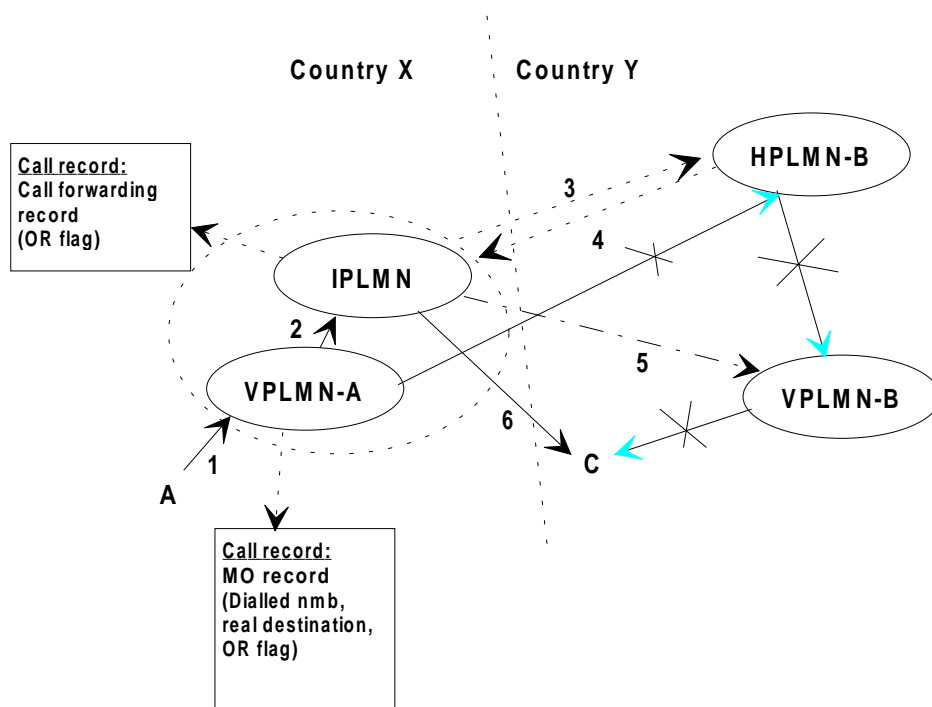 Country X
Country Y
Call record:
Call forwarding
record
(OR flag)
HPLMN-B
3
4
IPLMN
2
5
VPLMN-A
VPLMN-B
6
1
C
A
Call record:
MO record
(Dialled nmb,
real destination,
OR flag)